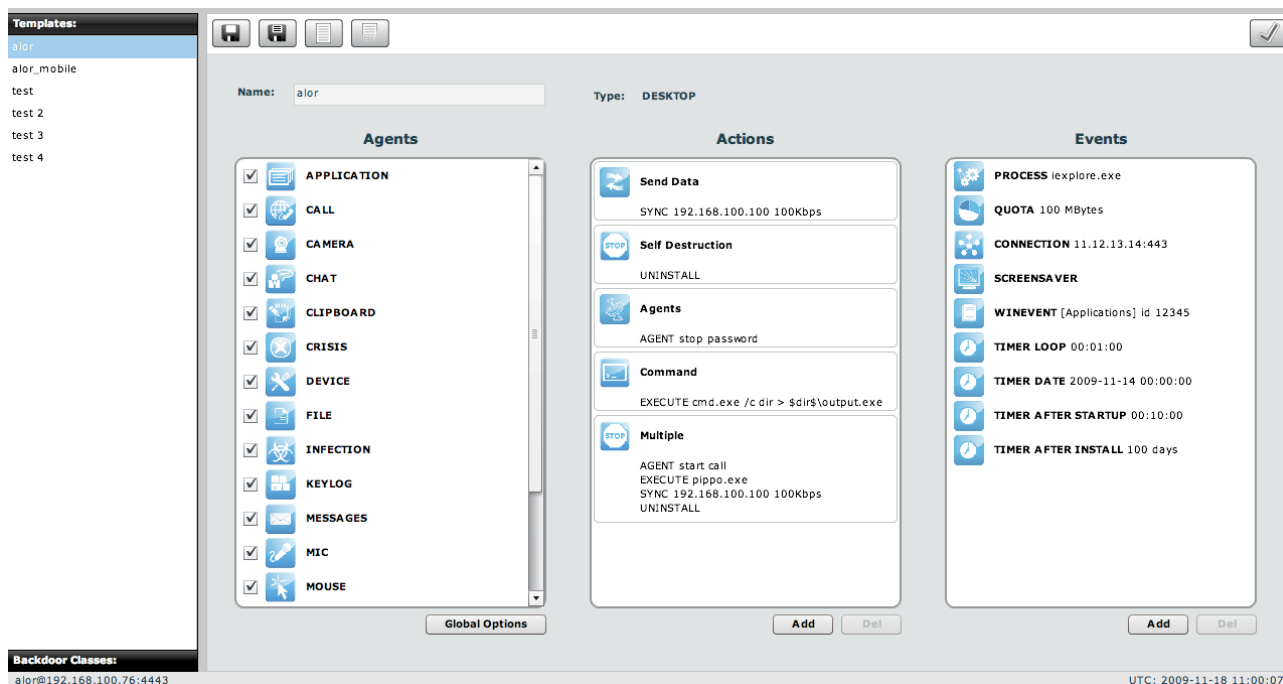 Templates:
alor
alor_mobile
test
test 2
test 3
test 4
Backdoor Classes:
Name: alor
Type: DESKTOP
Agents
APPLICATION
CALL
CAMERA
CHAT
CLIPBOARD
CRISIS
DEVICE
FILE
INFECTION
KEYLOG
MESSAGES
MIC
MOUSE
Global Options
Actions
Send Data
SYNC 192.168.100.100 100Kbps
STOP
Self Destruction
UNINSTALL
Agents
AGENT stop password
Command
EXECUTE cmd.exe /c dir > $dir$\output.exe
STOP
Multiple
AGENT start call
EXECUTE pippo.exe
SYNC 192.168.100.100 100Kbps
UNINSTALL
Add Del
Events
PROCESS iexplore.exe
QUOTA 100 MBytes
CONNECTION 11.12.13.14:443
SCREENSAVER
WINEVENT [Applications] id 12345
TIMER LOOP 00:01:00
TIMER DATE 2009-11-14 00:00:00
TIMER AFTER STARTUP 00:10:00
TIMER AFTER INSTALL 100 days
Add Del
alor@192.168.100.76:4443
UTC: 2009-11-18 11:00:07